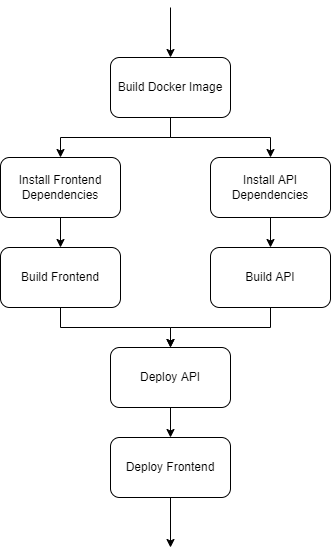 Build Docker Image
Install Frontend
Dependencies
Install API
Dependencies
Build Frontend
Build API
Deploy API
Deploy Frontend